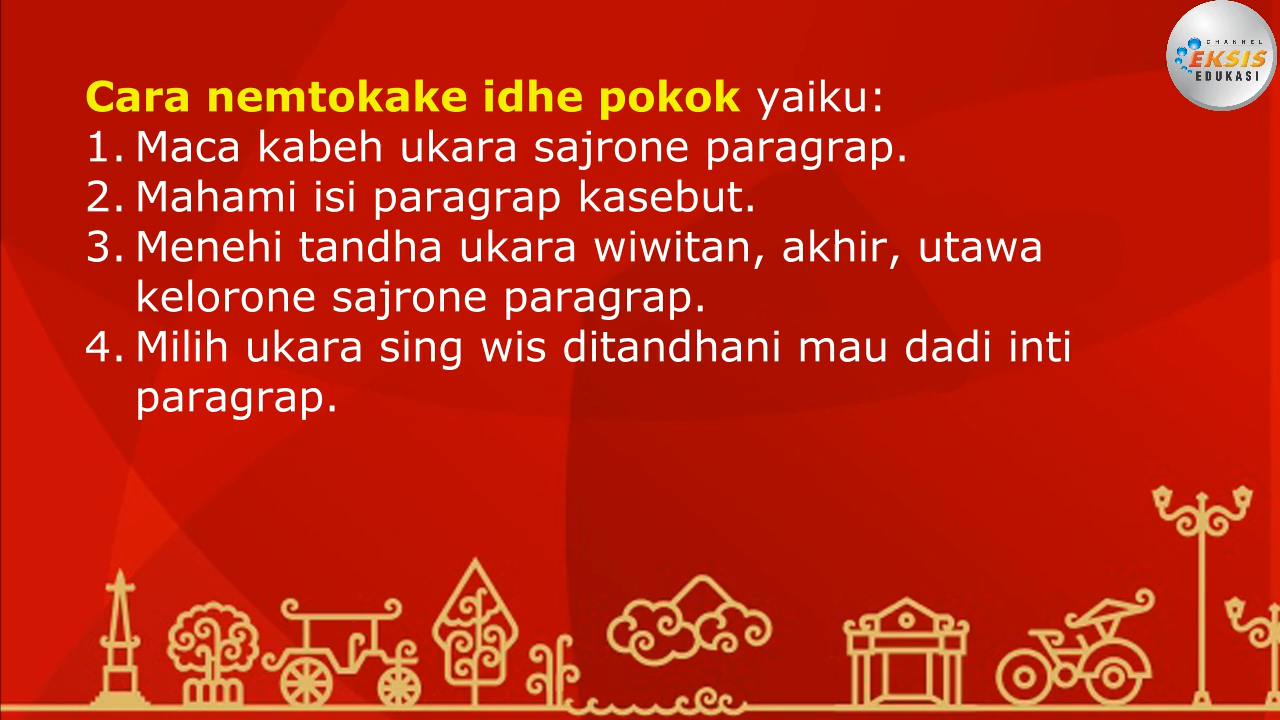 CHANNEL
EKSIS
EDUKASI
Cara nemtokake idhe pokok yaiku:
1. Maca kabeh ukara sajrone paragrap.
2. Mahami isi paragrap kasebut.
3. Menehi tandha ukara wiwitan, akhir, utawa
kelorone sajrone paragrap.
4. Milih ukara sing wis ditandhani mau dadi inti
paragrap.